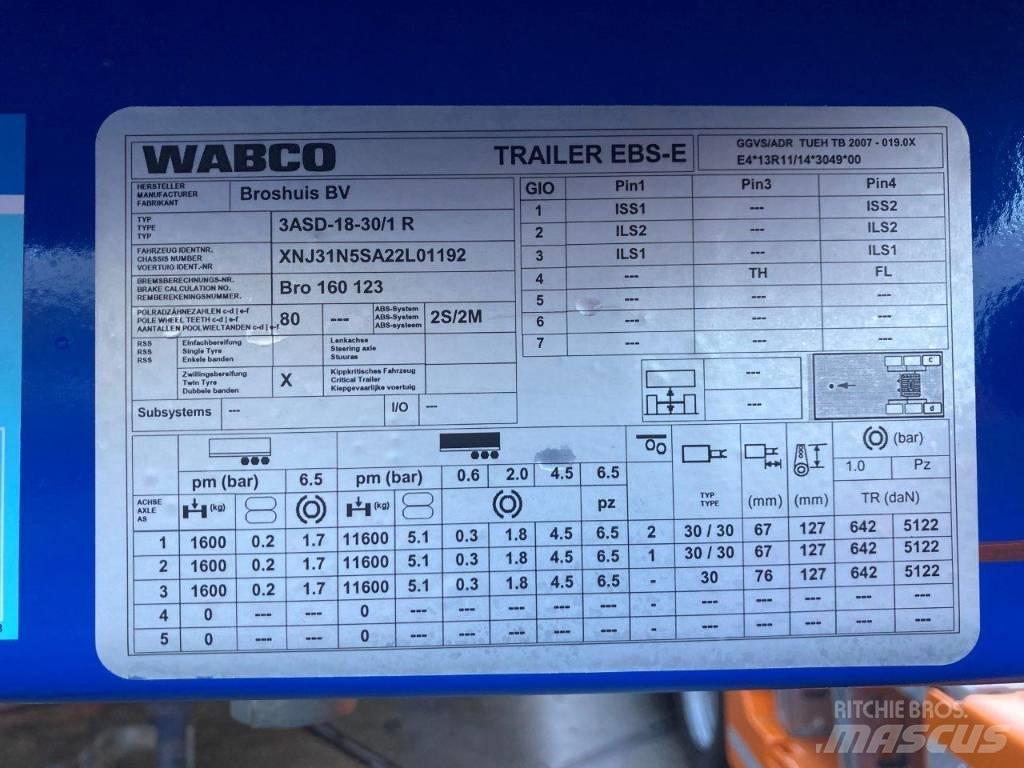 WABCO TRAILER EBS-E GGVS/ADR TUEH TB 2007 - 019.0X
E4*13R11/14*3049*00
HERSTELLER
MANUFACTURER
FABRIKANT
Broshuis BV
TYP
TYPE
TYP
3ASD-18-30/1 R
FAHRZEUG IDENTNR.
CHASSIS NUMBER
VOERTUIG IDENT.-NR
XNJ31N5SA22L01192
BREMSBERECHNUNGS-NR.
BRAKE CALCULATION NO.
REMBEREKENINGSNUMMER.
Bro 160 123
POLRADZÄHNEZAHLEN c-d | e-f
POLE WHEEL TEETH c-d | e-f
AANTALLEN POOLWIELTANDEN c-d | e-f
80 ---
ABS-System
ABS-System
ABS-systeem
2S/2M
RSS
RSS
RSS
Einfachbereifung
Single Tyre
Enkele banden
Lenkachse
Steering axle
Stuuras
Zwillingsbereifung
Twin Tyre
Dubbele banden
X
Kippkritisches Fahrzeug
Critical Trailer
Kiepgevaarlijke voertuig
Subsystems --- I/O ---
GIO Pin1 Pin3 Pin4
1 ISS1 --- ISS2
2 ILS2 --- ILS2
3 ILS1 --- ILS1
4 --- TH FL
5 --- --- ---
6 --- --- ---
7 --- --- ---
---
---
c
d
pm (bar) 6.5 pm (bar) 0.6 2.0 4.5 6.5
(bar)
1.0 Pz
ACHSE
AXLE
AS
(kg) (kg) pz
TYP
TYPE
(mm) (mm) TR (daN)
1 1600 0.2 1.7 11600 5.1 0.3 1.8 4.5 6.5 2 30 / 30 67 127 642 5122
2 1600 0.2 1.7 11600 5.1 0.3 1.8 4.5 6.5 1 30 / 30 67 127 642 5122
3 1600 0.2 1.7 11600 5.1 0.3 1.8 4.5 6.5 - 30 76 127 642 5122
4 0 --- --- 0 --- --- --- --- --- - --- --- --- --- ---
5 0 --- --- 0 --- --- --- --- --- - --- --- --- --- ---
RITCHIE BROS.
MASCUS